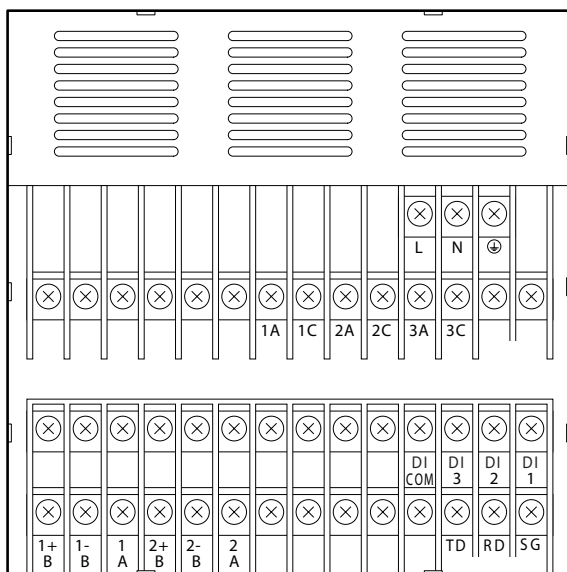 L N ⏚
1A 1C 2A 2C 3A 3C
DI DI DI DI
COM 3 2 1
1+ 1- 1 2+ 2- 2 TD RD SG
B B A B B A